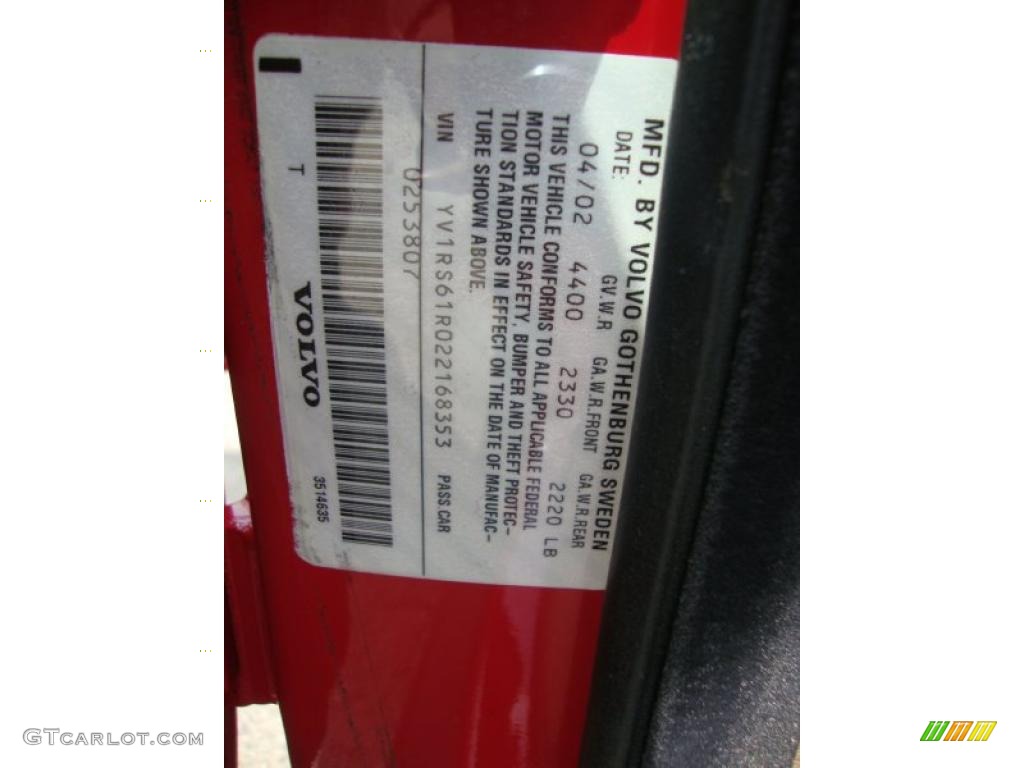 MFD. BY VOLVO GOTHENBURG SWEDEN
DATE: GV.W.R GA.W.R.FRONT GA.W.R.REAR
04/02 4400 2330 2220 LB
THIS VEHICLE CONFORMS TO ALL APPLICABLE FEDERAL
MOTOR VEHICLE SAFETY, BUMPER AND THEFT PROTEC-
TION STANDARDS IN EFFECT ON THE DATE OF MANUFAC-
TURE SHOWN ABOVE.
VIN YV1RS61R022168353 PASS.CAR
0253807
T VOLVO 3514635
GTCARLOT.COM